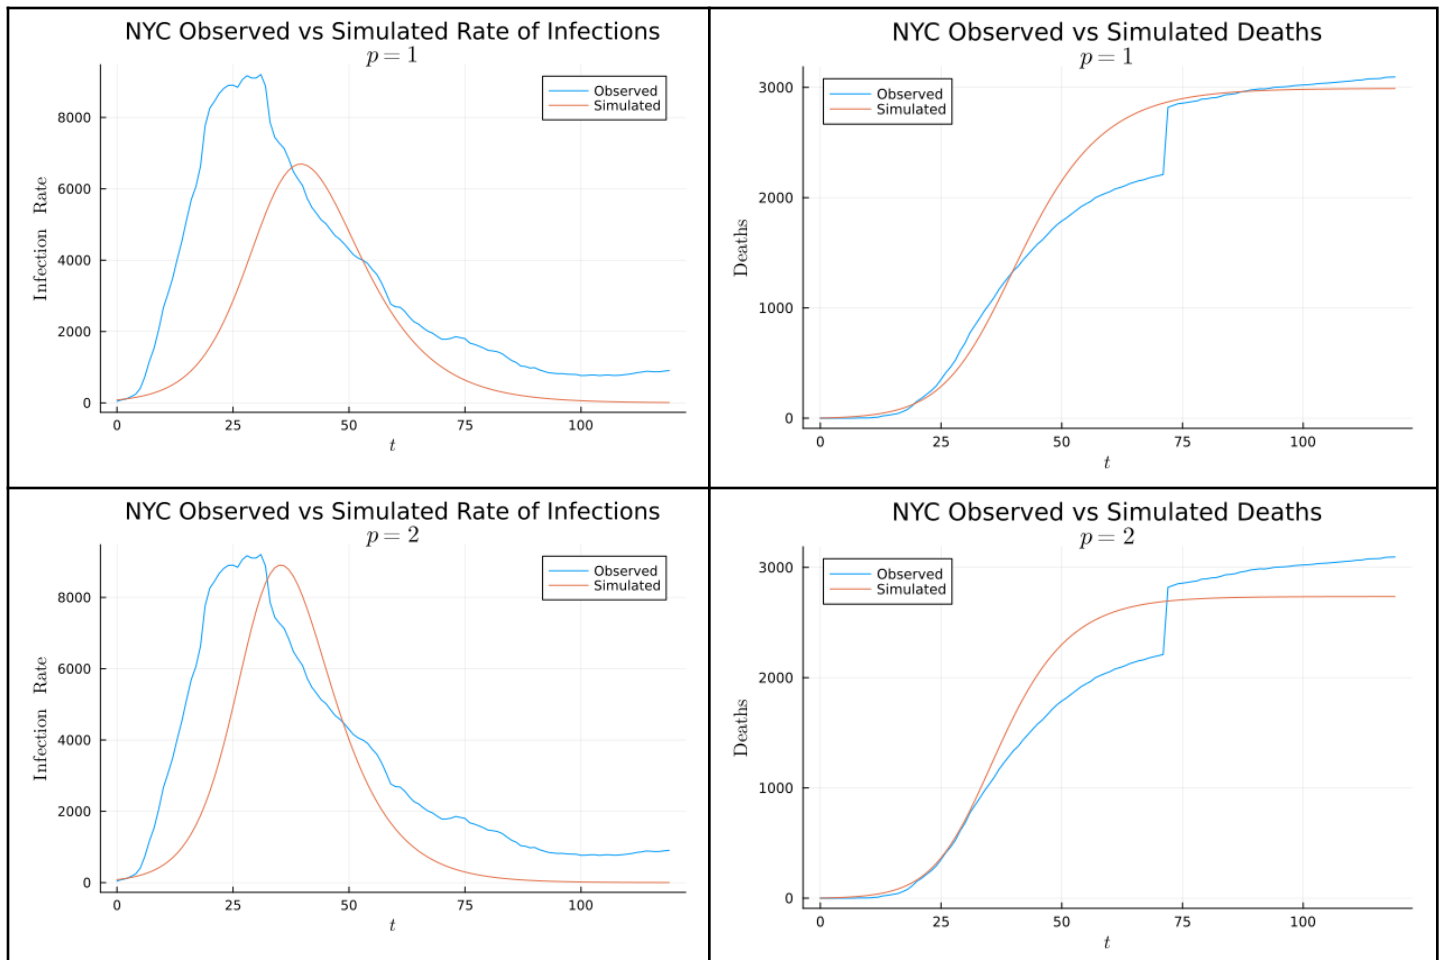 NYC Observed vs Simulated Rate of Infections
p = 1
Observed
Simulated
8000
6000
4000
2000
0
Infection Rate
0 25 50 75 100
t
NYC Observed vs Simulated Deaths
p = 1
Observed
Simulated
3000
2000
1000
0
Deaths
0 25 50 75 100
t
NYC Observed vs Simulated Rate of Infections
p = 2
Observed
Simulated
8000
6000
4000
2000
0
Infection Rate
0 25 50 75 100
t
NYC Observed vs Simulated Deaths
p = 2
Observed
Simulated
3000
2000
1000
0
Deaths
0 25 50 75 100
t